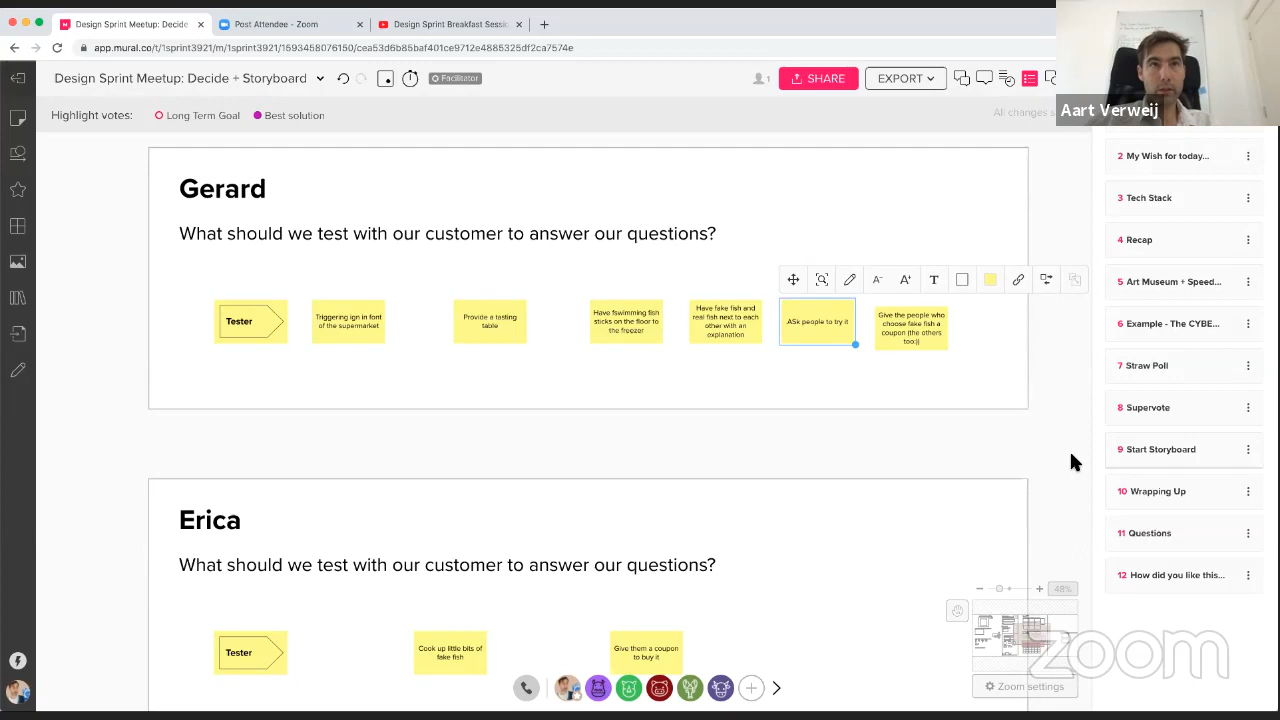 Design Sprint Meetup: Decide
Post Attendee - Zoom
Design Sprint Breakfast Sessi
app.mural.co/t/1sprint3921/m/1sprint3921/1593458076150/cea53d6b85baf401ce9712e4885325df2ca7574e
Design Sprint Meetup: Decide + Storyboard
Facilitator
1
SHARE
EXPORT
Aart Verweij
Highlight votes:
Long Term Goal
Best solution
All changes s
Gerard
What should we test with our customer to answer our questions?
Tester
Triggering ign in font
of the supermarket
Provide a tasting
table
Have fswimming fish
sticks on the floor to
the freezer
Have fake fish and
real fish next to each
other with an
explanation
ASk people to try it
Give the people who
choose fake fish a
coupon (the others
too:))
Erica
What should we test with our customer to answer our questions?
Tester
Cook up little bits of
fake fish
Give them a coupon
to buy it
2 My Wish for today...
3 Tech Stack
4 Recap
5 Art Museum + Speed...
6 Example - The CYBE...
7 Straw Poll
8 Supervote
9 Start Storyboard
10 Wrapping Up
11 Questions
12 How did you like this...
48%
Zoom settings
zoom